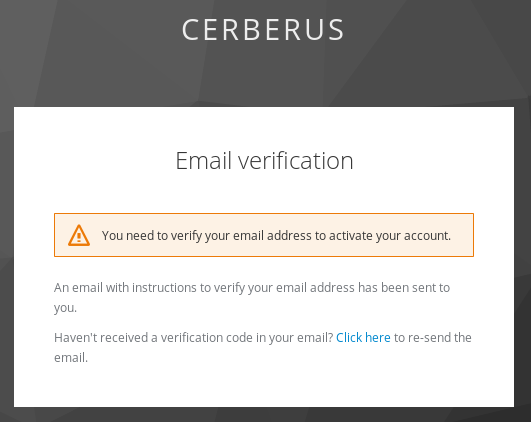 CERBERUS
Email verification
You need to verify your email address to activate your account.
An email with instructions to verify your email address has been sent to
you.
Haven't received a verification code in your email? Click here to re-send the
email.